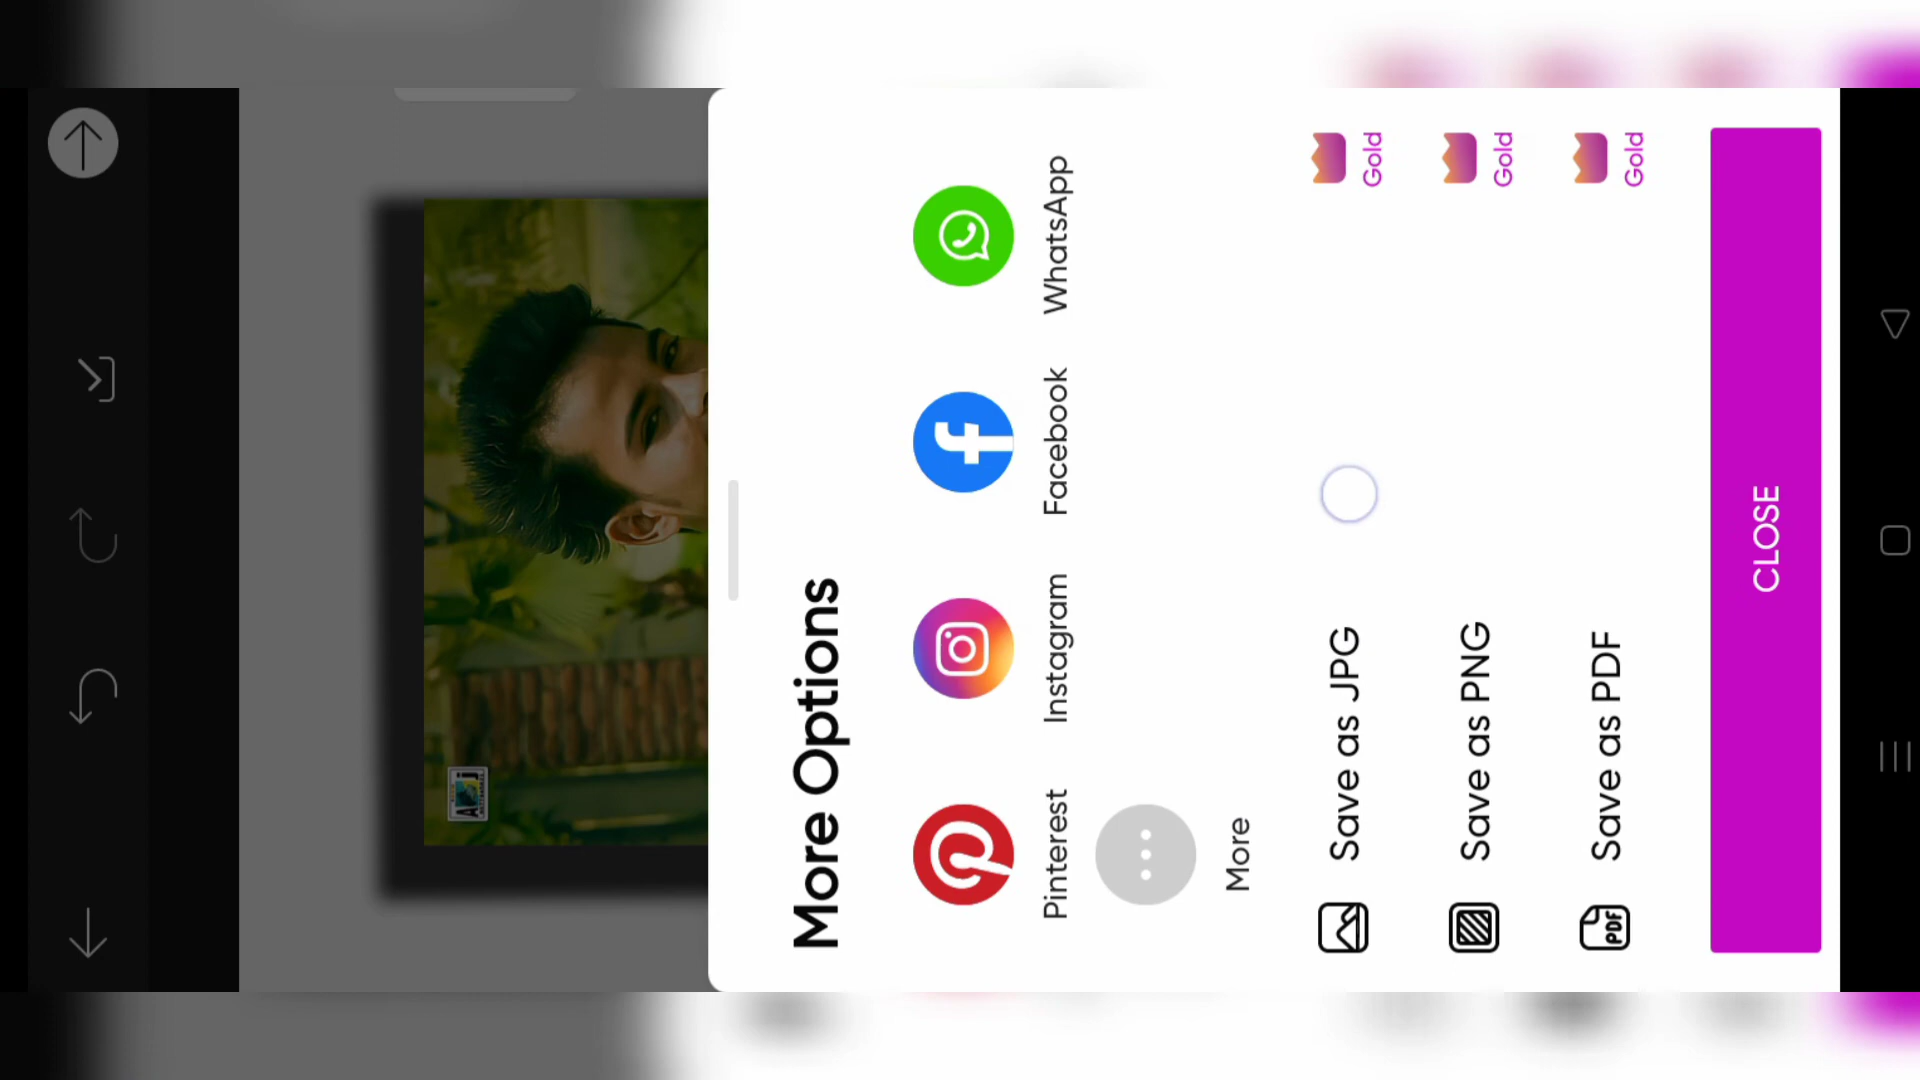 More Options
Pinterest
Instagram
Facebook
WhatsApp
More
Save as JPG
Gold
Save as PNG
Gold
PDF
Save as PDF
Gold
CLOSE